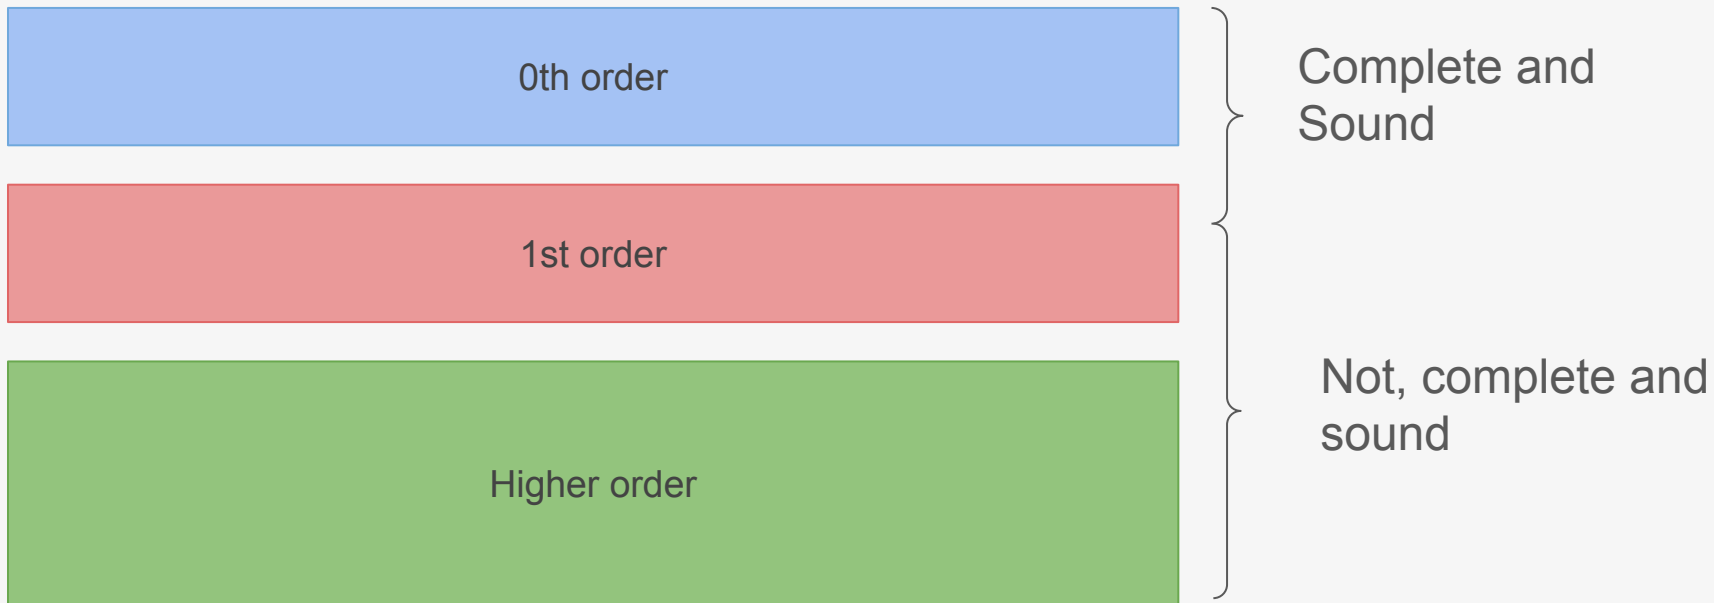 0th order
Complete and
Sound
1st order
Not, complete and
sound
Higher order